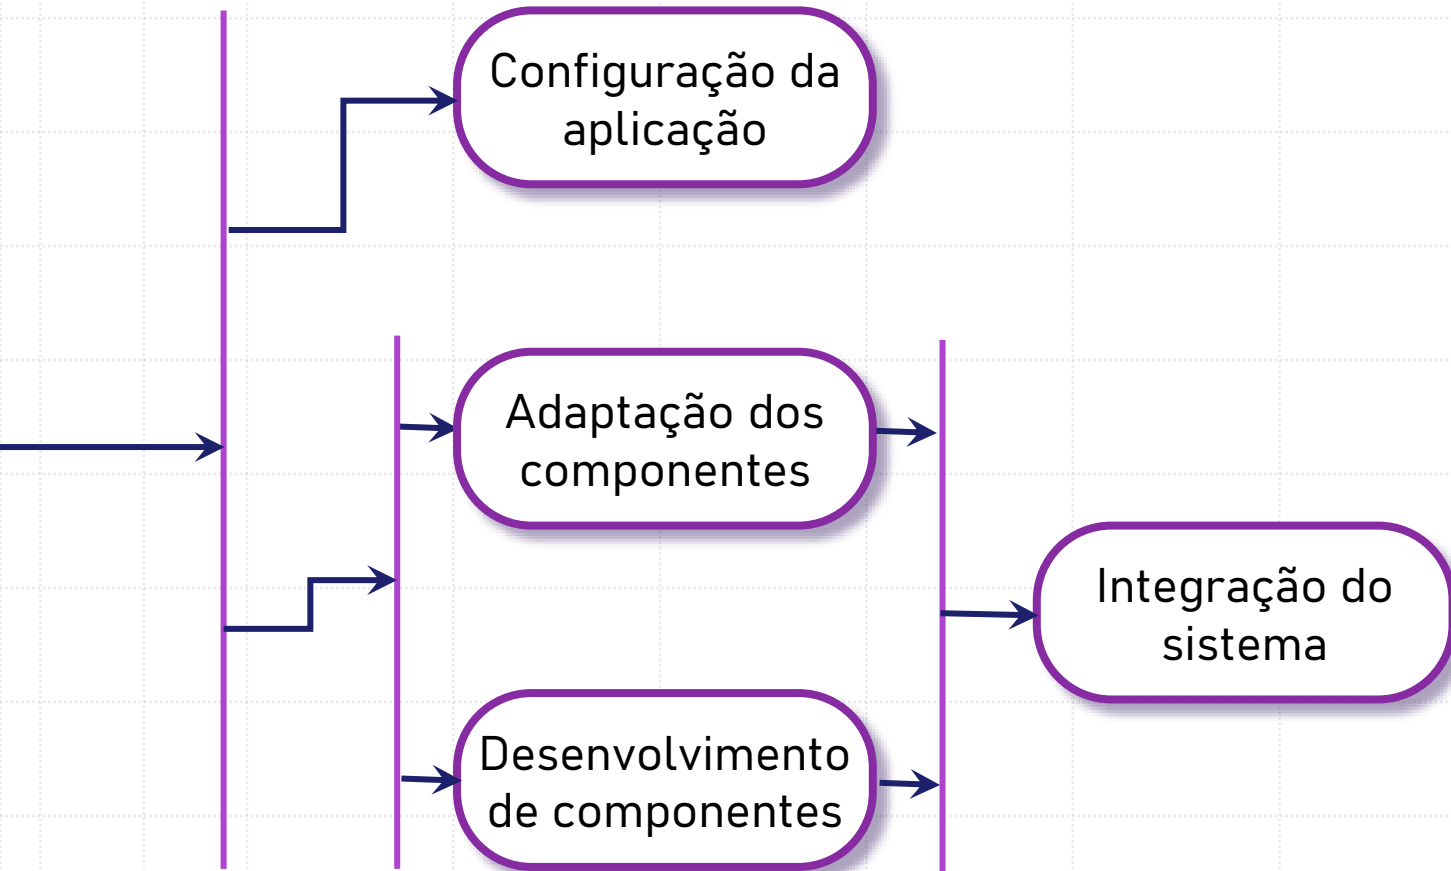 Configuração da
aplicação
Adaptação dos
componentes
Integração do
sistema
Desenvolvimento
de componentes